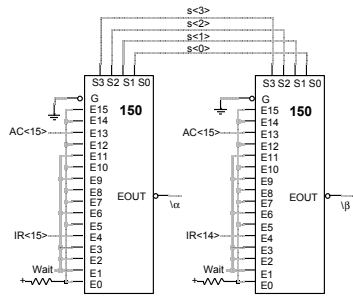 s<3>
s<2>
s<1>
s<0>
S3 S2 S1 S0
G
150
E15
E14
AC<15> E13
E12
E11
E10
E9
E8
E7
E6
E5
IR<15> E4
E3
E2
Wait E1
+ E0
EOUT \α
S3 S2 S1 S0
G
150
E15
E14
AC<15> E13
E12
E11
E10
E9
E8
E7
E6
E5
IR<14> E4
E3
E2
Wait E1
+ E0
EOUT \β